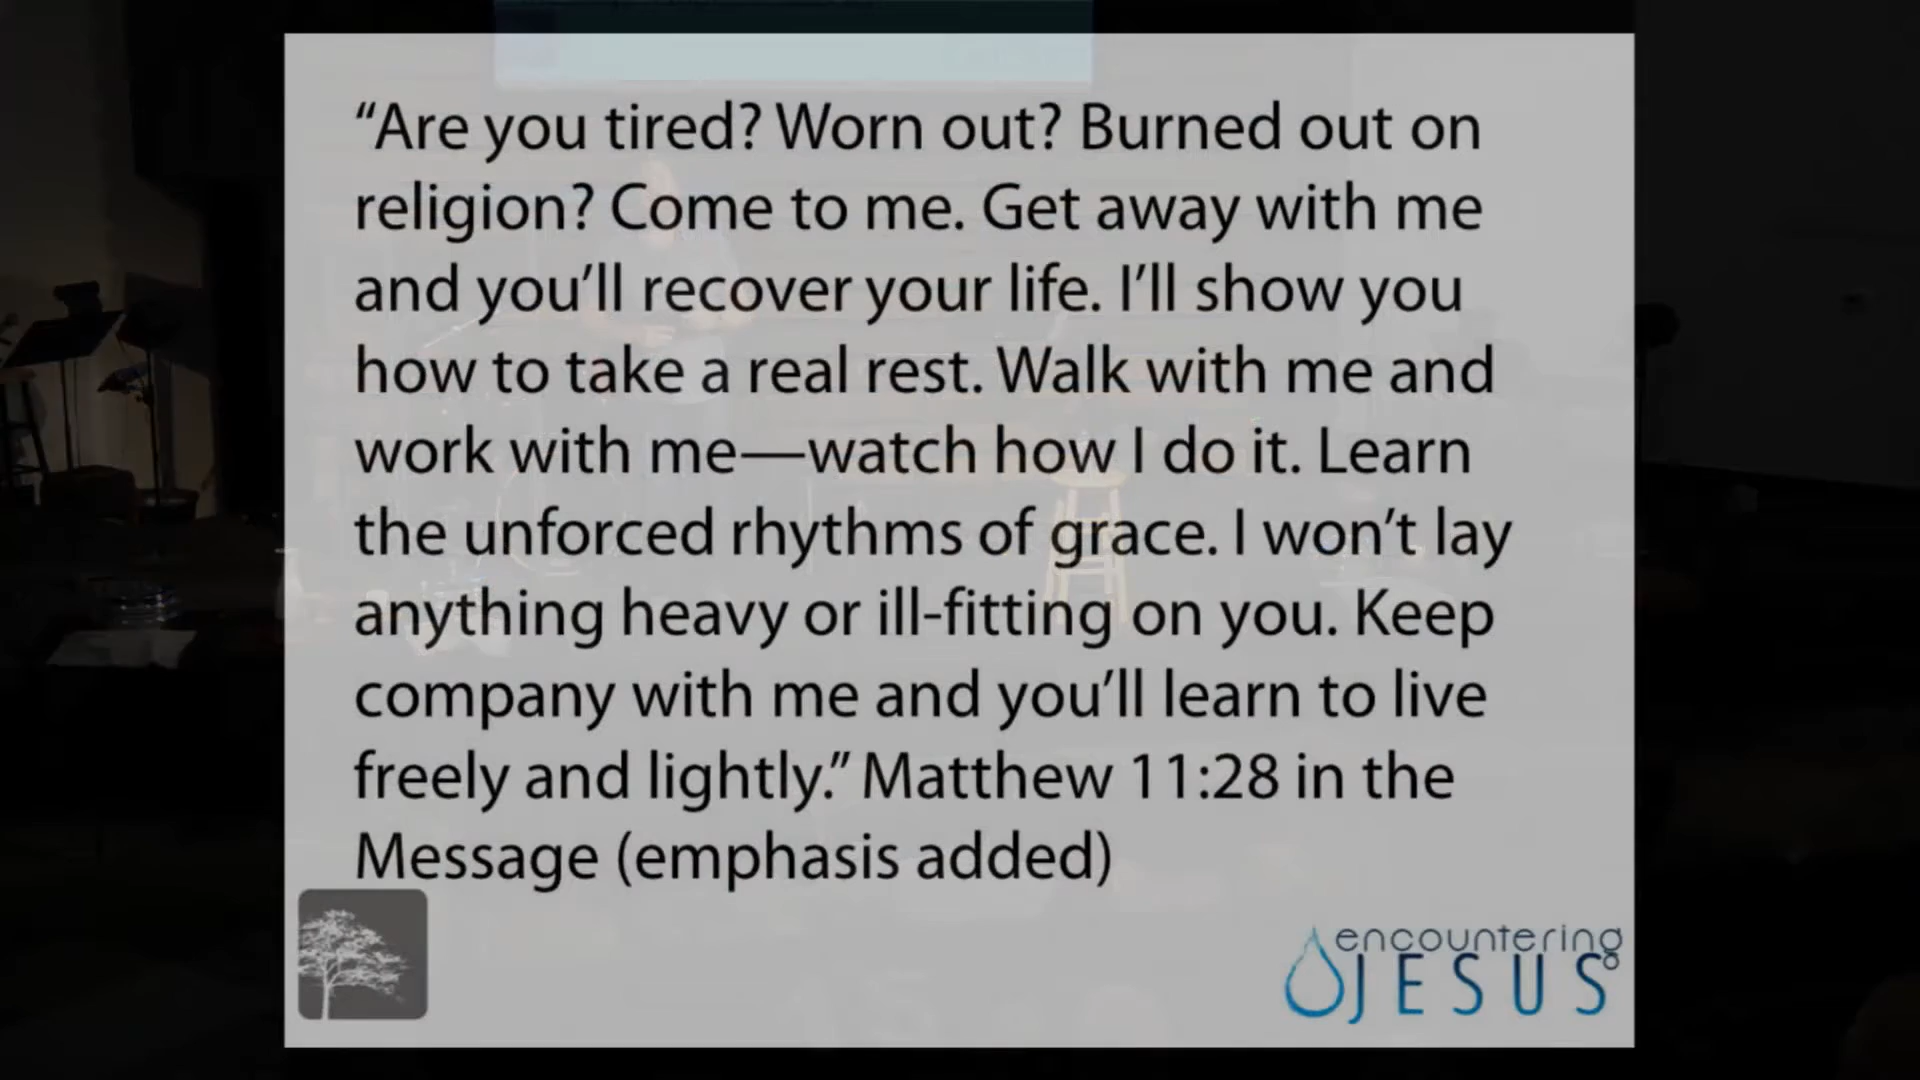 “Are you tired? Worn out? Burned out on
religion? Come to me. Get away with me
and you’ll recover your life. I’ll show you
how to take a real rest. Walk with me and
work with me—watch how I do it. Learn
the unforced rhythms of grace. I won’t lay
anything heavy or ill-fitting on you. Keep
company with me and you’ll learn to live
freely and lightly.” Matthew 11:28 in the
Message (emphasis added)
encountering
JESUS